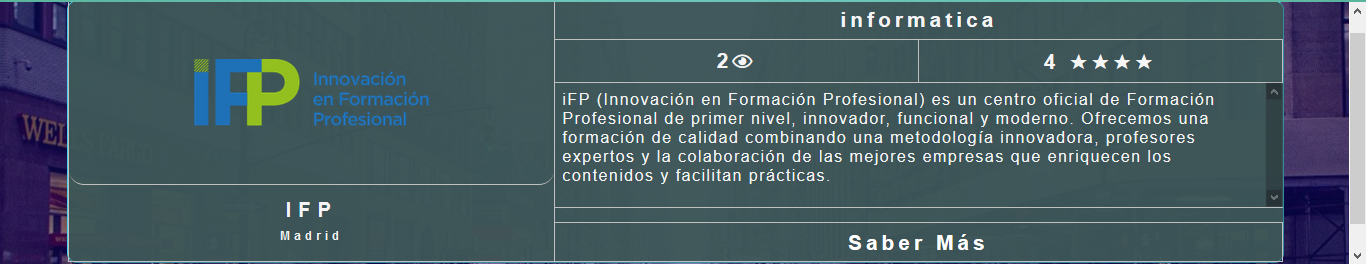 informatica
2
4 ★★★★
iFP
Innovación
en Formación
Profesional
iFP (Innovación en Formación Profesional) es un centro oficial de Formación
Profesional de primer nivel, innovador, funcional y moderno. Ofrecemos una
formación de calidad combinando una metodología innovadora, profesores
expertos y la colaboración de las mejores empresas que enriquecen los
contenidos y facilitan prácticas.
IFP
Madrid
Saber Más
WELLS FARGO